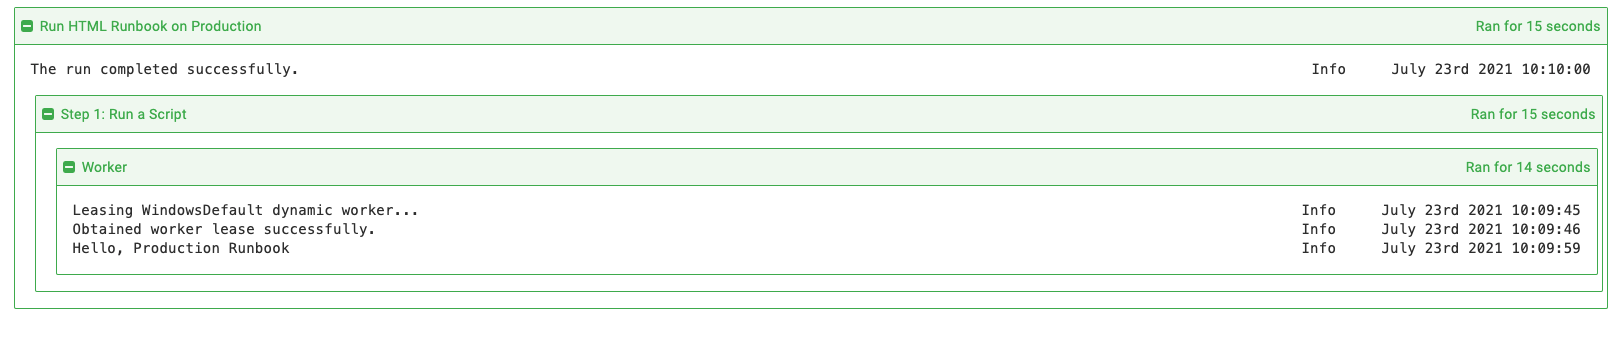 Run HTML Runbook on Production Ran for 15 seconds
The run completed successfully. Info July 23rd 2021 10:10:00
Step 1: Run a Script Ran for 15 seconds
Worker Ran for 14 seconds
Leasing WindowsDefault dynamic worker... Info July 23rd 2021 10:09:45
Obtained worker lease successfully. Info July 23rd 2021 10:09:46
Hello, Production Runbook Info July 23rd 2021 10:09:59